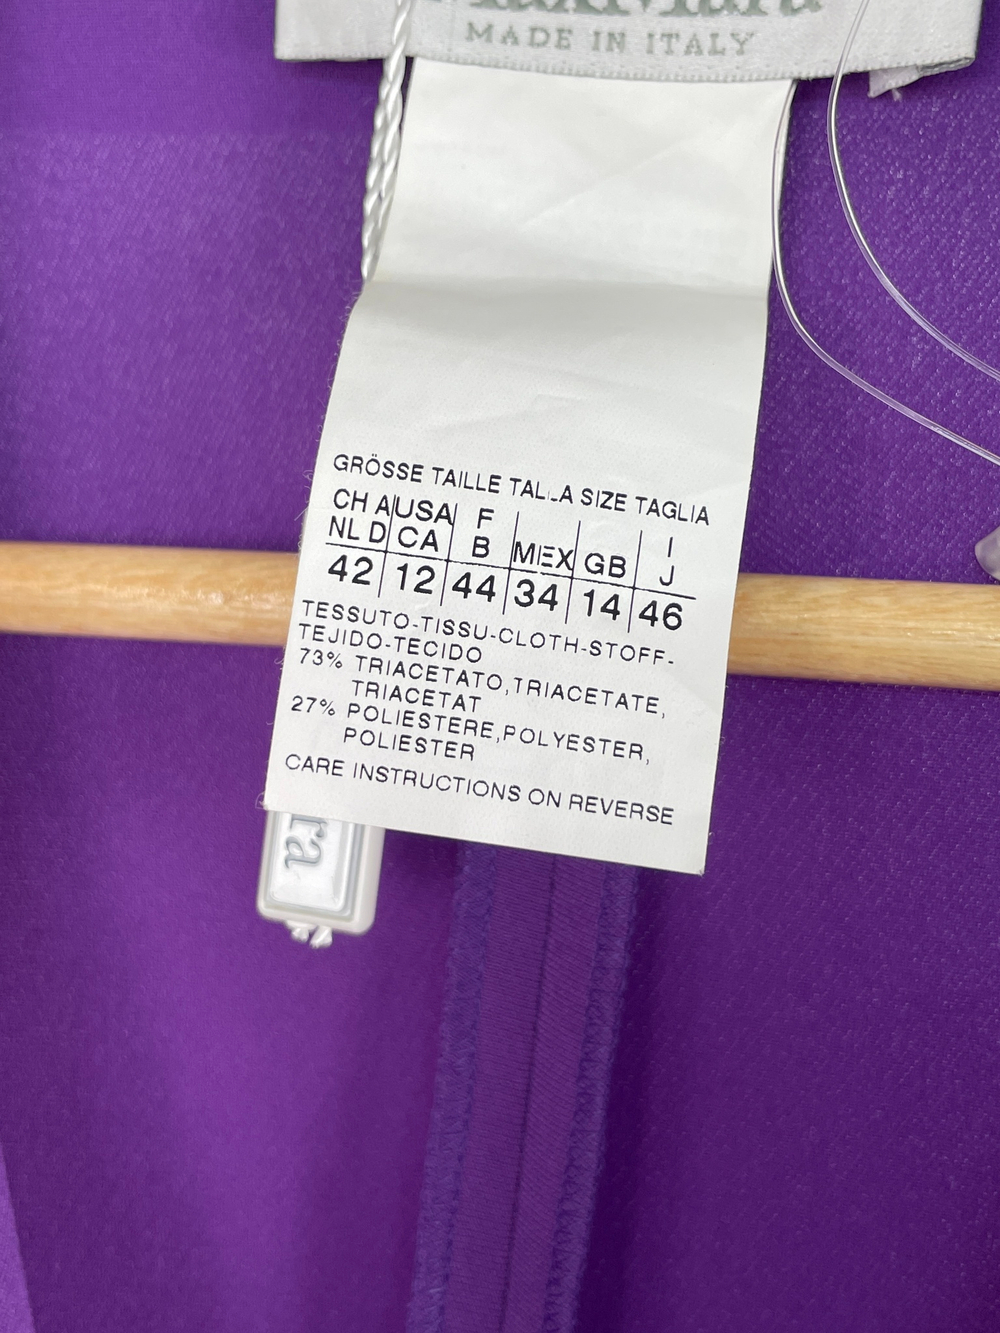 MaxMara
MADE IN ITALY
GRÖSSE TAILLE TALLA SIZE TAGLIA
CH A USA F MEX GB I
NL D CA B J
42 12 44 34 14 46
TESSUTO-TISSU-CLOTH-STOFF-
TEJIDO-TECIDO
73% TRIACETATO,TRIACETATE,
TRIACETAT
27% POLIESTERE,POLYESTER,
POLIESTER
CARE INSTRUCTIONS ON REVERSE
ra